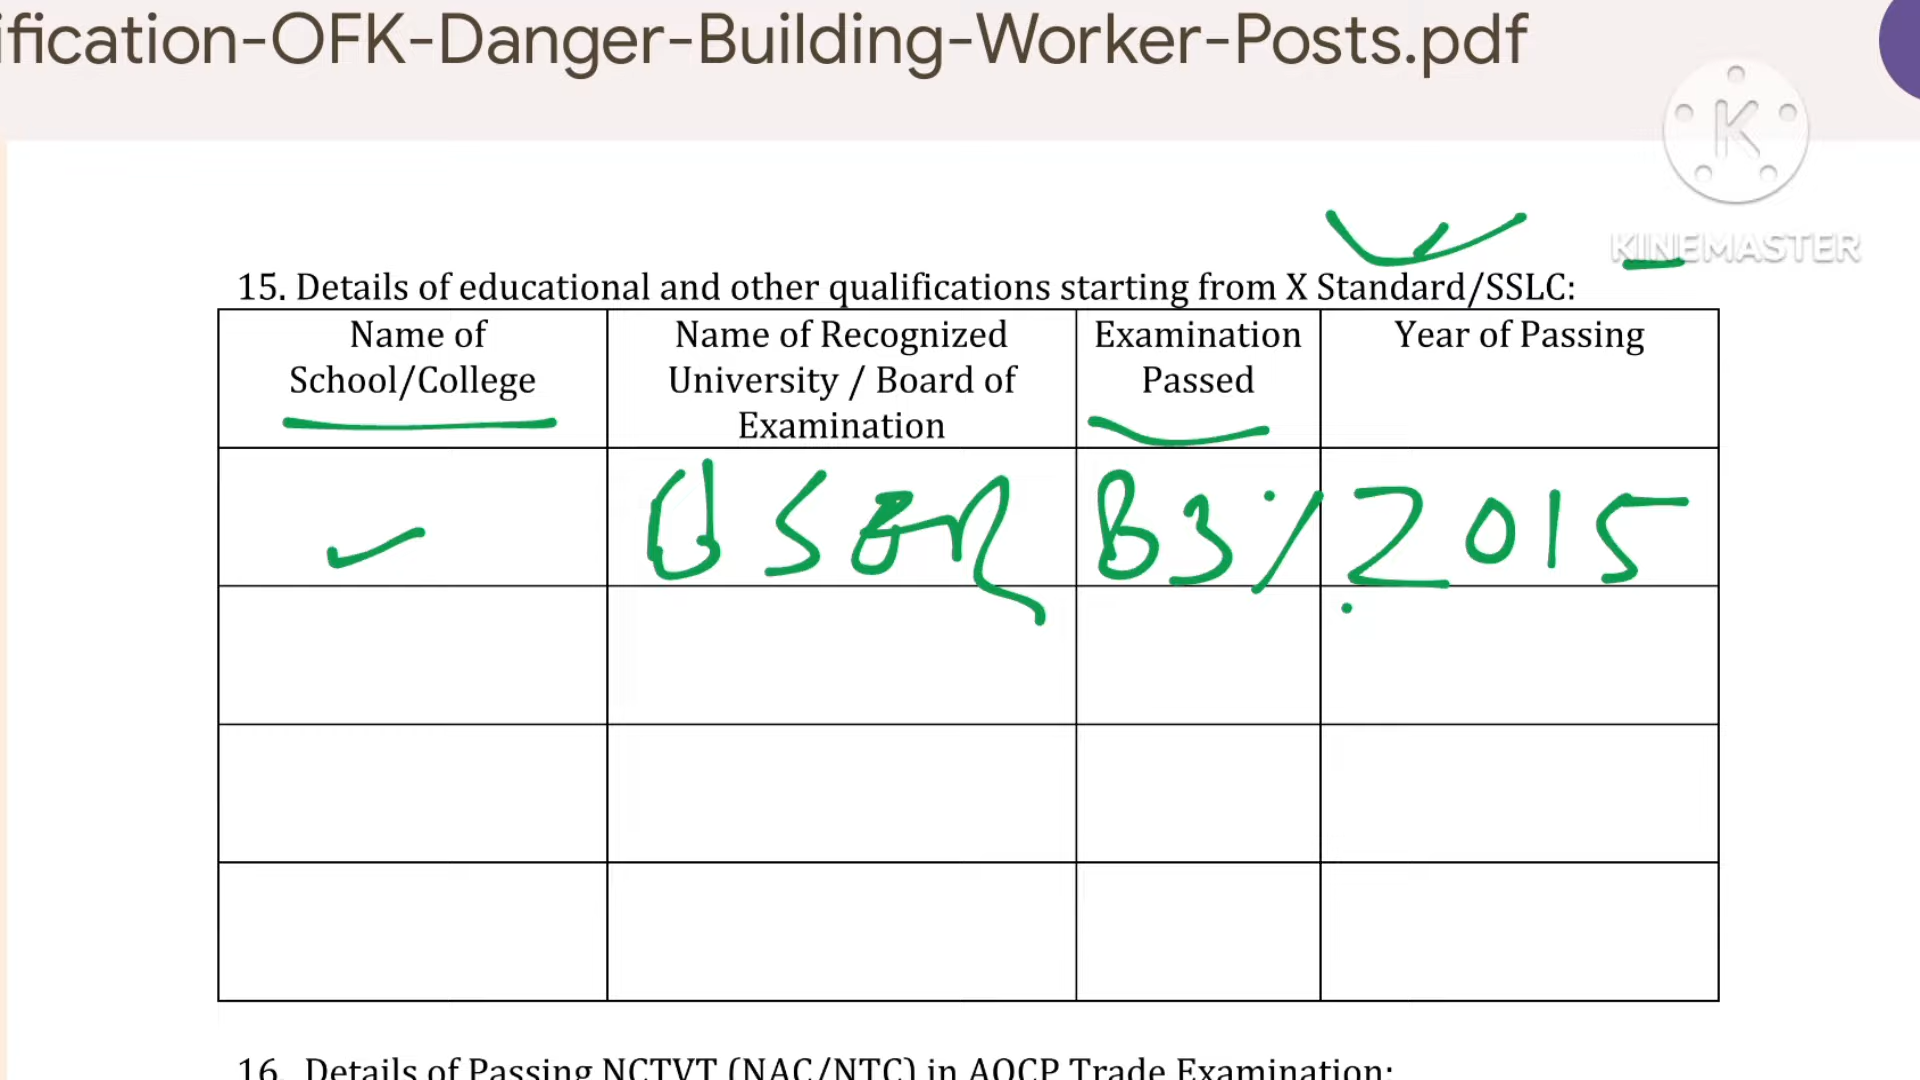 ification-OFK-Danger-Building-Worker-Posts.pdf
KINEMASTER
15. Details of educational and other qualifications starting from X Standard/SSLC:
Name of School/College
Name of Recognized University / Board of Examination
Examination Passed
Year of Passing
83% 2015
16. Details of Passing NCTVT (NAC/NTC) in AOCP Trade Examination: